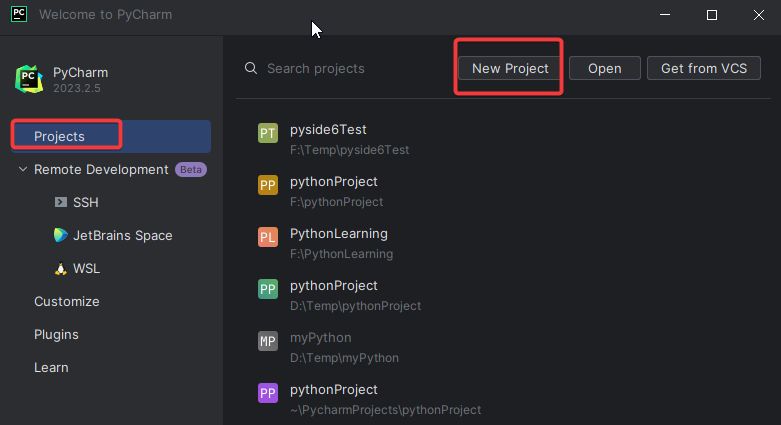 PC Welcome to PyCharm
PC PyCharm
2023.2.5
Projects
Remote Development Beta
SSH
JetBrains Space
WSL
Customize
Plugins
Learn
Search projects New Project Open Get from VCS
PT pyside6Test
F:\Temp\pyside6Test
PP pythonProject
F:\pythonProject
PL PythonLearning
F:\PythonLearning
PP pythonProject
D:\Temp\pythonProject
MP myPython
D:\Temp\myPython
PP pythonProject
~\PycharmProjects\pythonProject